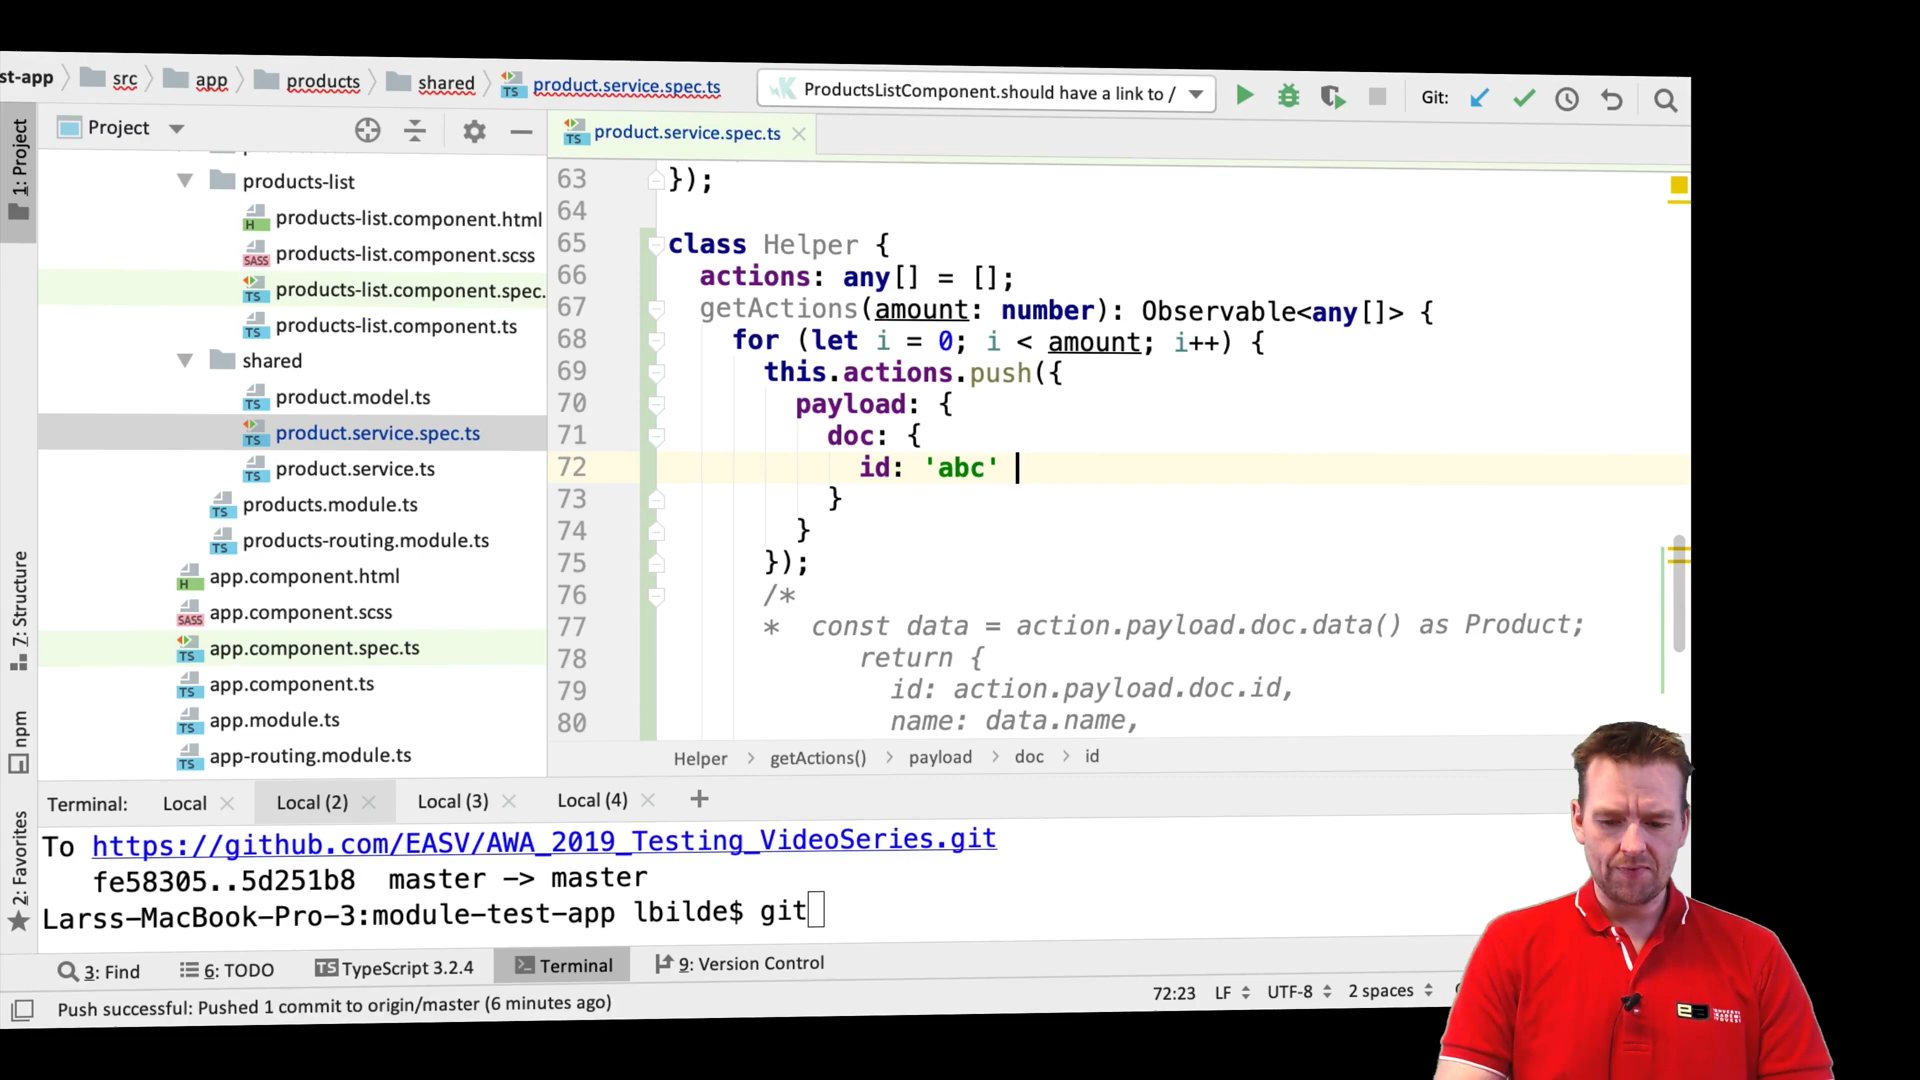 st-app src app products shared product.service.spec.ts
ProductsListComponent.should have a link to /
Git:
1: Project
Project
product.service.spec.ts
products-list
products-list.component.html
products-list.component.scss
products-list.component.spec.
products-list.component.ts
shared
product.model.ts
product.service.spec.ts
product.service.ts
products.module.ts
products-routing.module.ts
app.component.html
app.component.scss
app.component.spec.ts
app.component.ts
app.module.ts
app-routing.module.ts
7: Structure
npm
2: Favorites
63 });
64
65 class Helper {
66 actions: any[] = [];
67 getActions(amount: number): Observable<any[]> {
68 for (let i = 0; i < amount; i++) {
69 this.actions.push({
70 payload: {
71 doc: {
72 id: 'abc'
73 }
74 }
75 });
76 /*
77 * const data = action.payload.doc.data() as Product;
78 return {
79 id: action.payload.doc.id,
80 name: data.name,
Helper > getActions() > payload > doc > id
Terminal: Local Local (2) Local (3) Local (4)
To https://github.com/EASV/AWA_2019_Testing_VideoSeries.git
fe58305..5d251b8 master -> master
Larss-MacBook-Pro-3:module-test-app lbilde$ git
3: Find 6: TODO TypeScript 3.2.4 Terminal 9: Version Control
Push successful: Pushed 1 commit to origin/master (6 minutes ago)
72:23 LF UTF-8 2 spaces